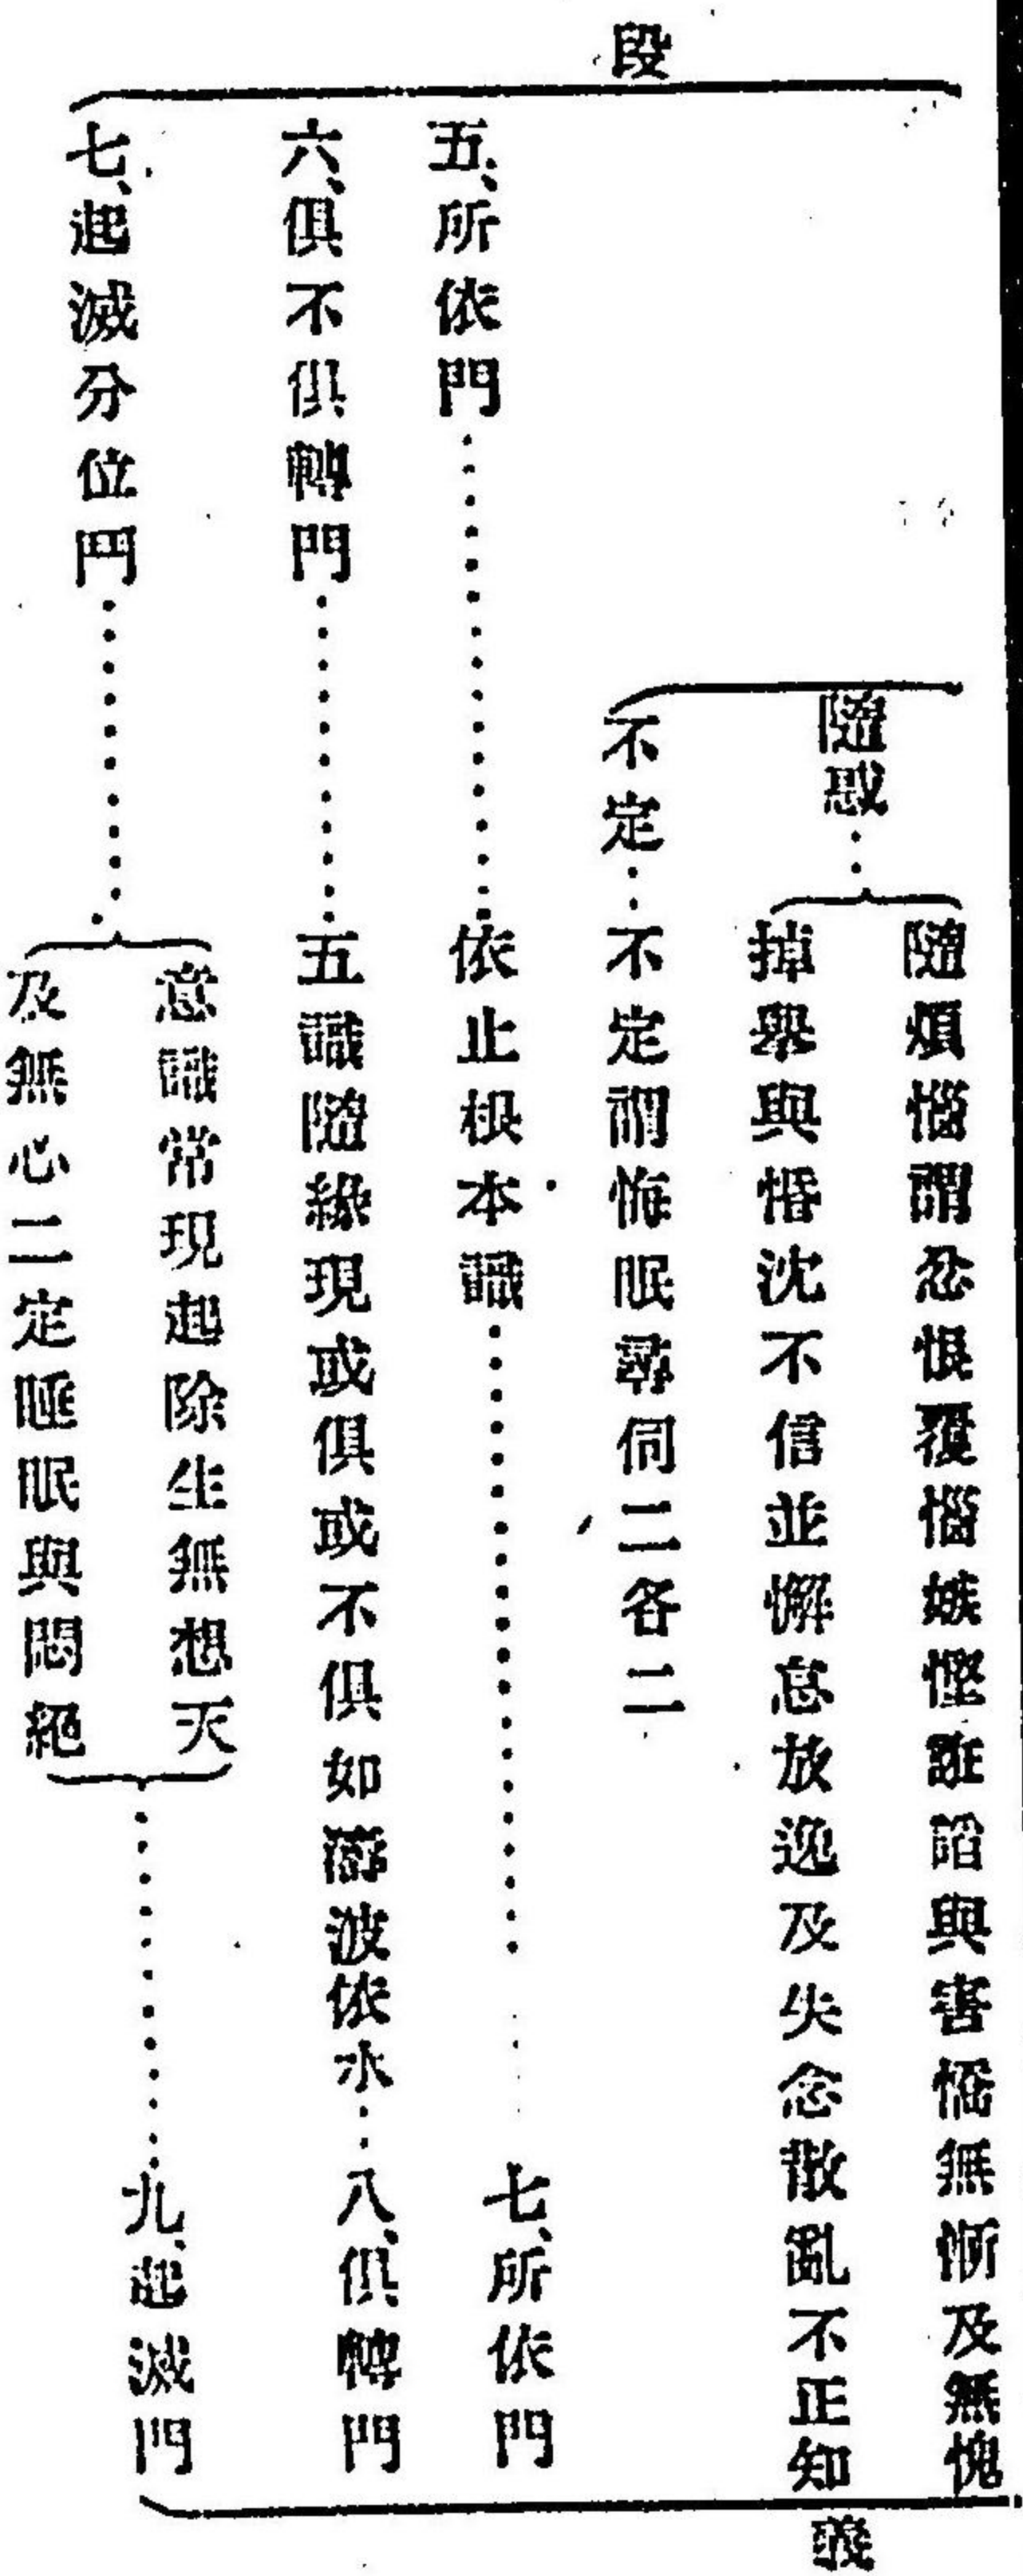 段
隨惑
隨煩惱謂忿恨覆惱嫉慳誑諂與害憍無慚及無愧
掉舉與惛沈不信並懈怠放逸及失念散亂不正知
不定 不定謂悔眠尋伺二各二
五、所依門 依止根本識 七、所依門
六、俱不俱轉門 五識隨緣現或俱或不俱如濤波依水 八、俱轉門
七、起滅分位門
意識常現起除生無想天
及無心二定睡眠與悶絕
九、起滅門
義